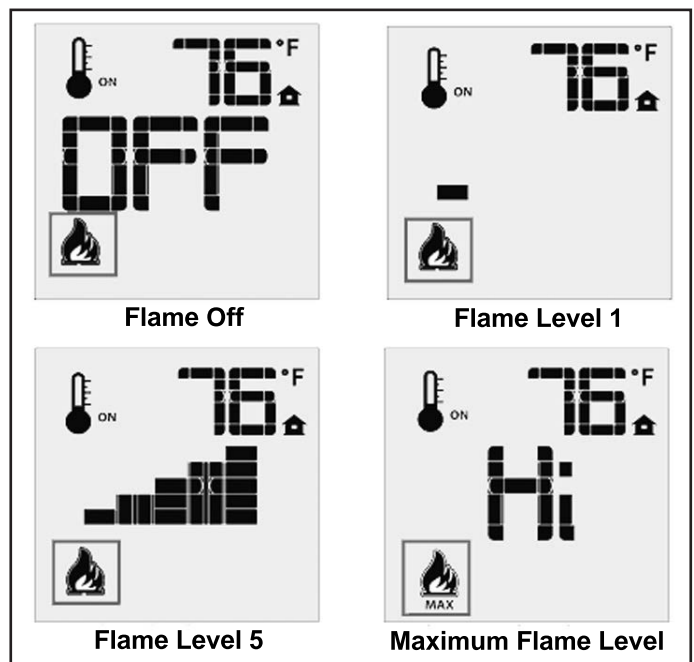 ON 76 °F
OFF
Flame Off
ON 76 °F
Flame Level 1
ON 76 °F
Flame Level 5
ON 76 °F
Hi
MAX
Maximum Flame Level